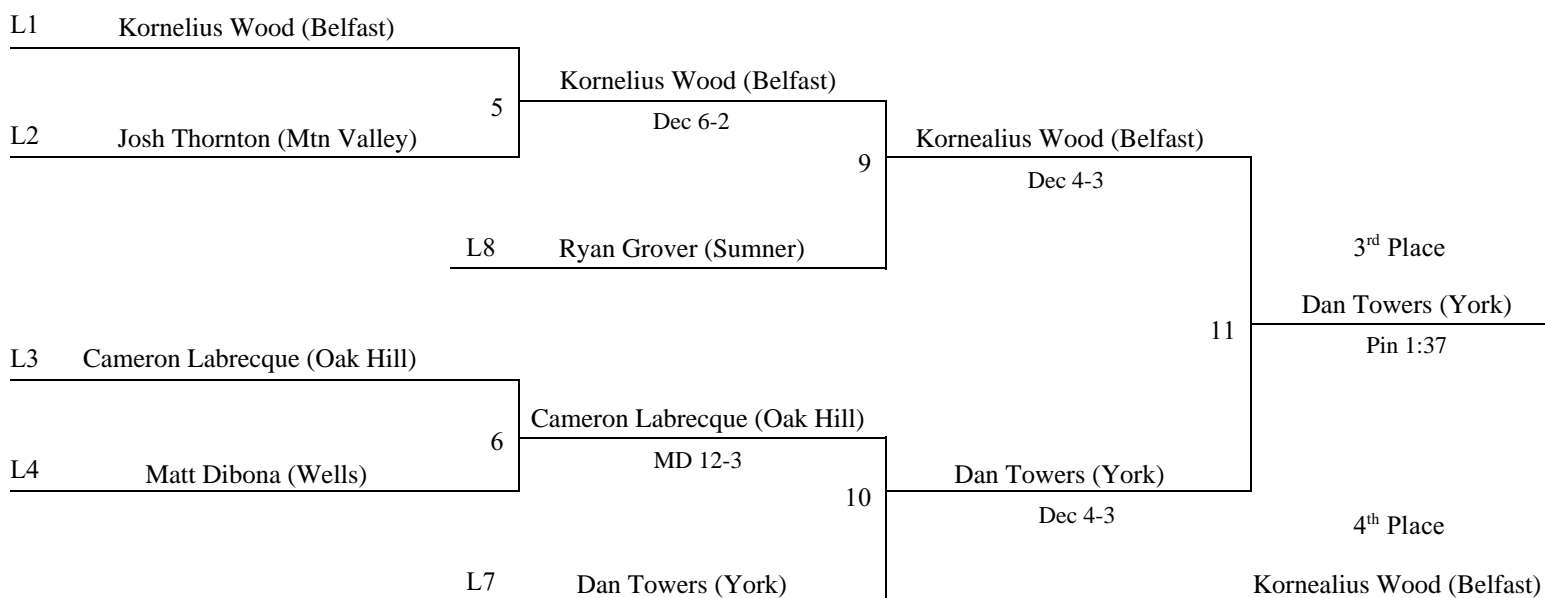 L1 Kornelius Wood (Belfast)
Kornelius Wood (Belfast)
5
Dec 6-2
L2 Josh Thornton (Mtn Valley)
Kornealius Wood (Belfast)
9
Dec 4-3
L8 Ryan Grover (Sumner)
3rd Place
Dan Towers (York)
11
Pin 1:37
L3 Cameron Labrecque (Oak Hill)
Cameron Labrecque (Oak Hill)
6
MD 12-3
L4 Matt Dibona (Wells)
Dan Towers (York)
10
Dec 4-3
4th Place
L7 Dan Towers (York)
Kornealius Wood (Belfast)